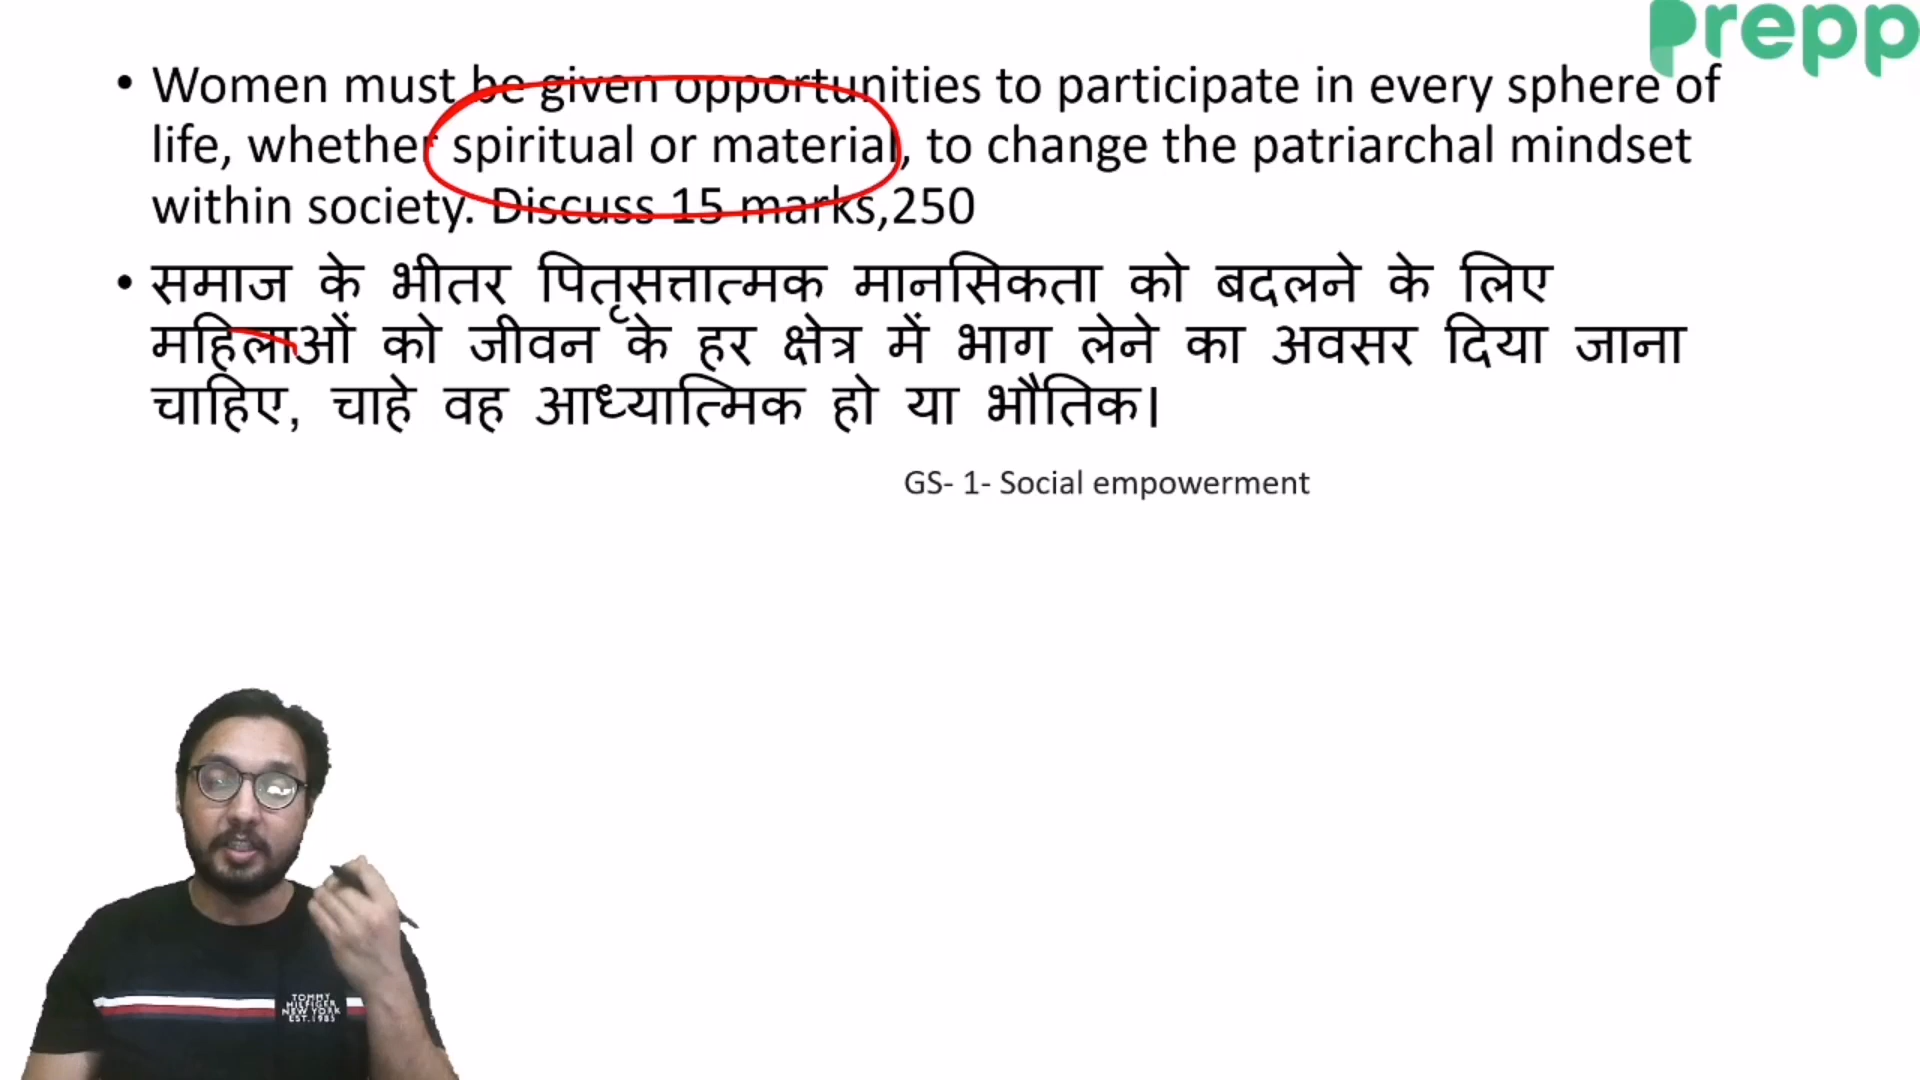 prepp
• Women must be given opportunities to participate in every sphere of
life, whether spiritual or material, to change the patriarchal mindset
within society. Discuss 15 marks,250
• समाज के भीतर पितृसत्तात्मक मानसिकता को बदलने के लिए
महिलाओं को जीवन के हर क्षेत्र में भाग लेने का अवसर दिया जाना
चाहिए, चाहे वह आध्यात्मिक हो या भौतिक।
GS- 1- Social empowerment
TOMMY
HILFIGER
NEW YORK
EST.1985